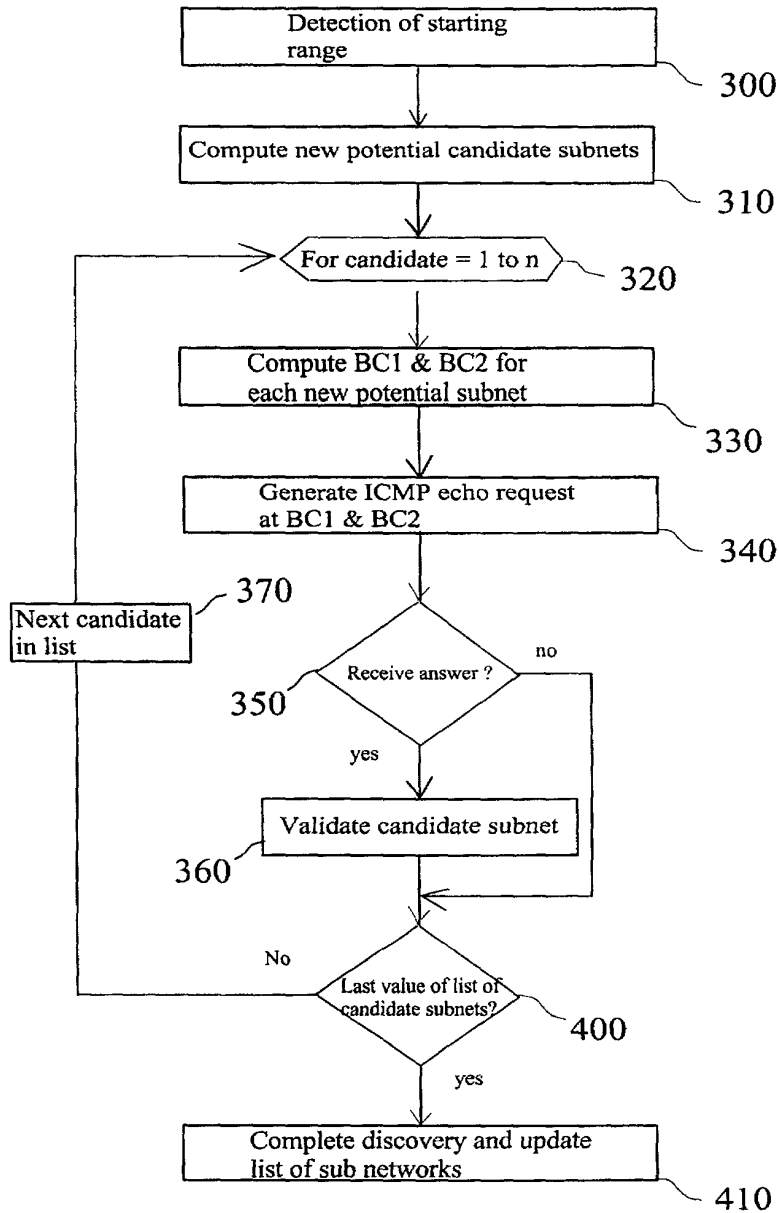 Detection of starting
range
300
Compute new potential candidate subnets
310
For candidate = 1 to n
320
Compute BC1 & BC2 for
each new potential subnet
330
Generate ICMP echo request
at BC1 & BC2
340
370
Next candidate
in list
no
Receive answer ?
350
yes
Validate candidate subnet
360
No
Last value of list of
candidate subnets?
400
yes
Complete discovery and update
list of sub networks
410